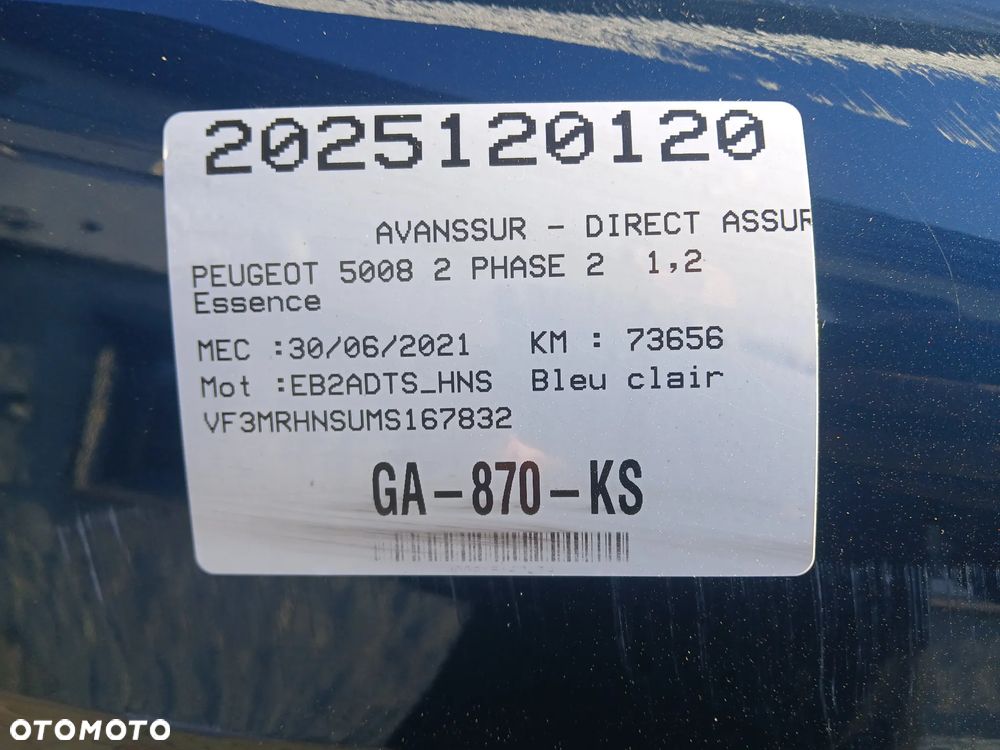 2025120120
AVANSSUR - DIRECT ASSUR
PEUGEOT 5008 2 PHASE 2 1,2
Essence
MEC :30/06/2021 KM : 73656
Mot :EB2ADTS_HNS Bleu clair
VF3MRHNSUMS167832
GA-870-KS
OTOMOTO